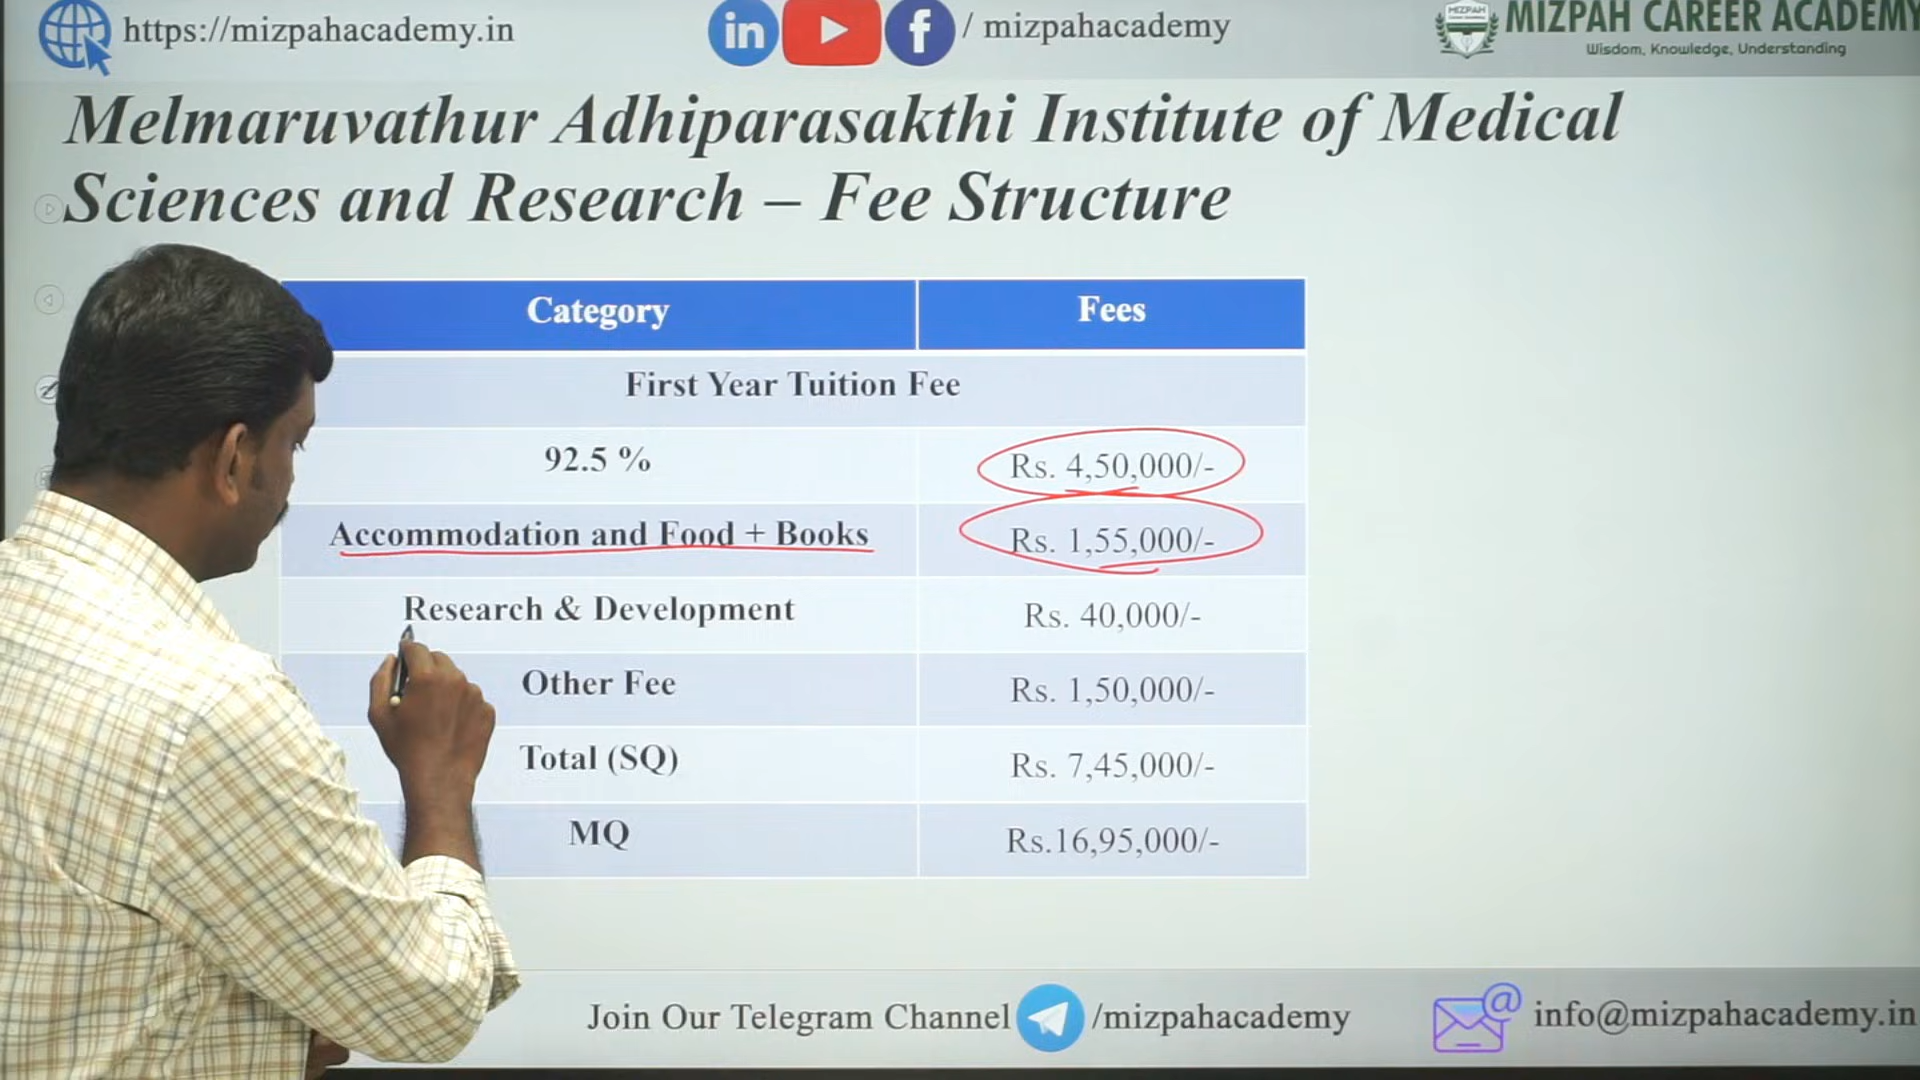 https://mizpahacademy.in
in f / mizpahacademy
MIZPAH
MIZPAH CAREER ACADEMY
Wisdom, Knowledge, Understanding
Melmaruvathur Adhiparasakthi Institute of Medical
Sciences and Research – Fee Structure
Category Fees
First Year Tuition Fee
92.5 % Rs. 4,50,000/-
Accommodation and Food + Books Rs. 1,55,000/-
Research & Development Rs. 40,000/-
Other Fee Rs. 1,50,000/-
Total (SQ) Rs. 7,45,000/-
MQ Rs.16,95,000/-
Join Our Telegram Channel /mizpahacademy
@ info@mizpahacademy.in